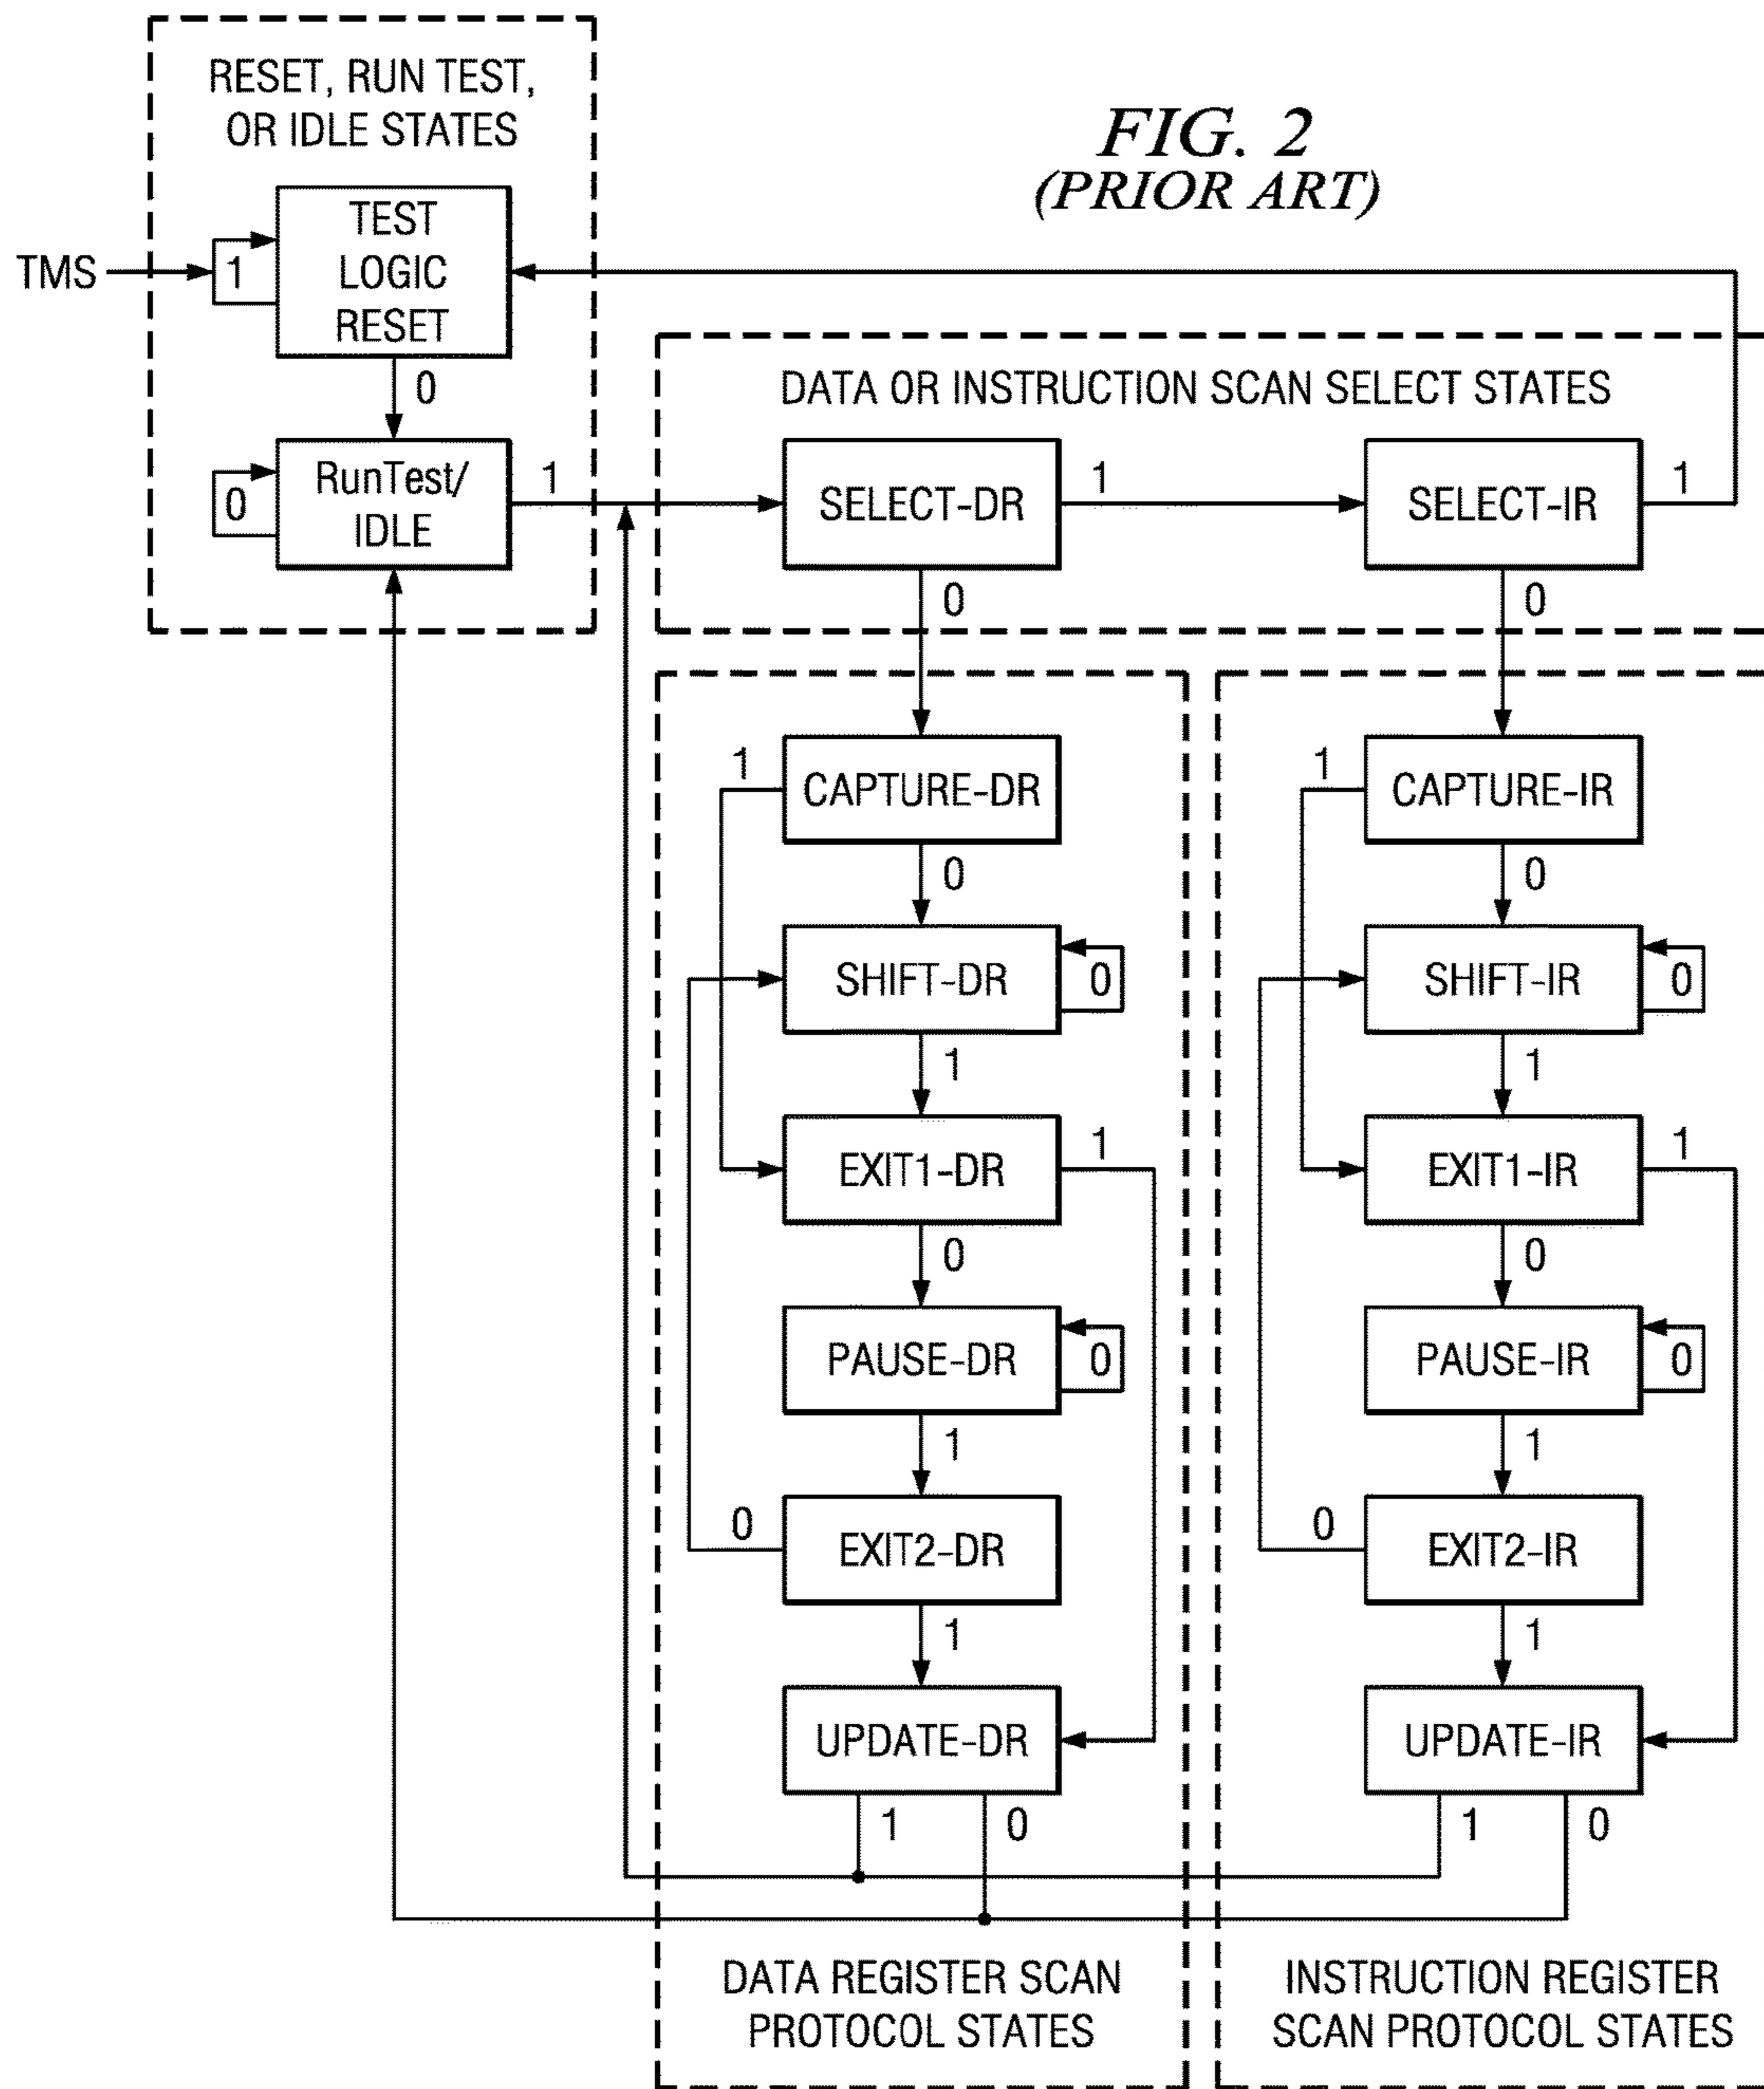 RESET, RUN TEST,
OR IDLE STATES
FIG. 2
(PRIOR ART)
TEST
LOGIC
RESET
TMS
1
0
DATA OR INSTRUCTION SCAN SELECT STATES
RunTest/
IDLE
0
1
SELECT-DR
1
SELECT-IR
1
0
0
CAPTURE-DR
1
0
SHIFT-DR
0
1
EXIT1-DR
1
0
PAUSE-DR
0
1
EXIT2-DR
0
1
UPDATE-DR
1
0
DATA REGISTER SCAN
PROTOCOL STATES
CAPTURE-IR
1
0
SHIFT-IR
0
1
EXIT1-IR
1
0
PAUSE-IR
0
1
EXIT2-IR
0
1
UPDATE-IR
1
0
INSTRUCTION REGISTER
SCAN PROTOCOL STATES